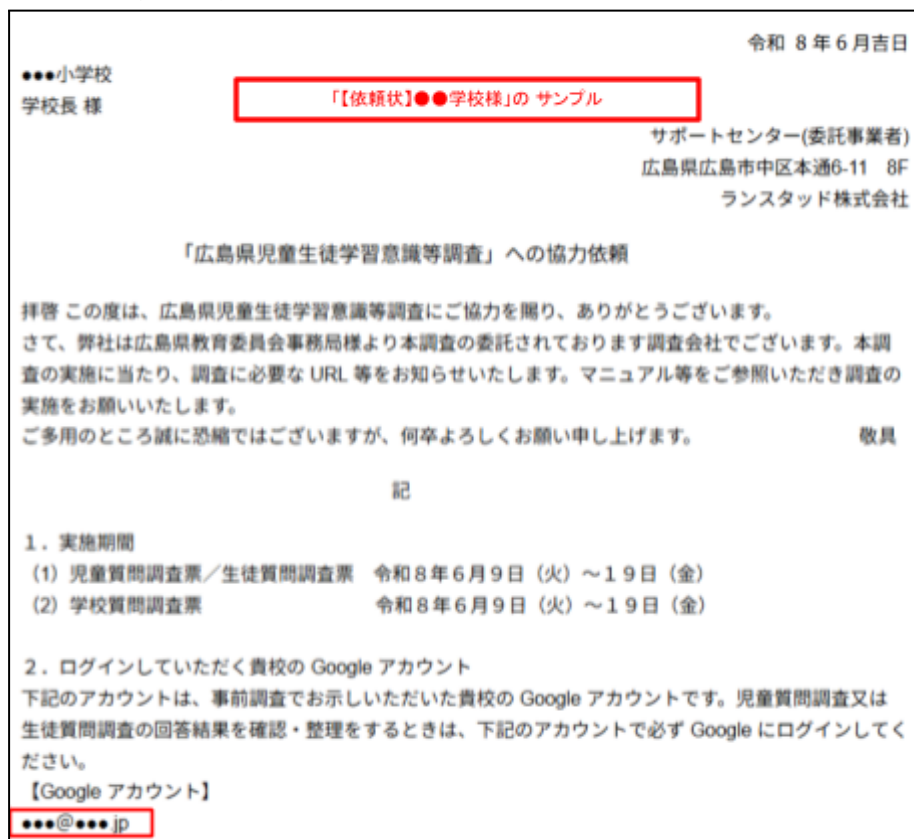 令和 8年6月吉日
●●●小学校
学校長 様
「【依頼状】●●学校様」の サンプル
サポートセンター(委託事業者)
広島県広島市中区本通6-11　8F
ランスタッド株式会社
「広島県児童生徒学習意識等調査」への協力依頼
拝啓 この度は、広島県児童生徒学習意識等調査にご協力を賜り、ありがとうございます。
さて、弊社は広島県教育委員会事務局様より本調査の委託されております調査会社でございます。本調
査の実施に当たり、調査に必要な URL 等をお知らせいたします。マニュアル等をご参照いただき調査の
実施をお願いいたします。
ご多用のところ誠に恐縮ではございますが、何卒よろしくお願い申し上げます。　敬具
記
１．実施期間
（1）児童質問調査票／生徒質問調査票　令和８年６月９日（火）～１９日（金）
（2）学校質問調査票　令和８年６月９日（火）～１９日（金）
２．ログインしていただく貴校の Google アカウント
下記のアカウントは、事前調査でお示しいただいた貴校の Google アカウントです。児童質問調査又は
生徒質問調査の回答結果を確認・整理をするときは、下記のアカウントで必ず Google にログインしてく
ださい。
【Google アカウント】
●●●@●●●.jp